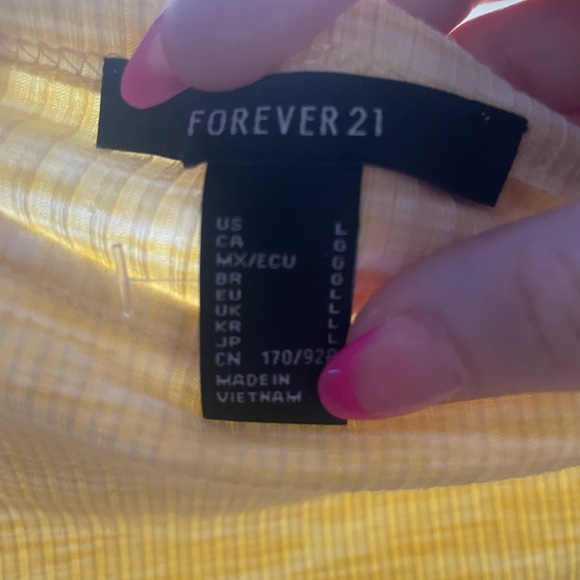 FOREVER 21
US L
CA G
MX/ECU G
BR G
EU L
UK L
KR L
JP L
CN 170/92
MADE IN
VIETNAM